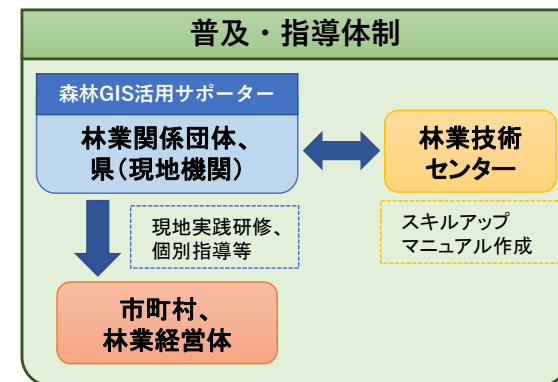 普及・指導体制
森林GIS活用サポーター
林業関係団体、
県(現地機関)
林業技術
センター
現地実践研修、
個別指導等
スキルアップ
マニュアル作成
市町村、
林業経営体